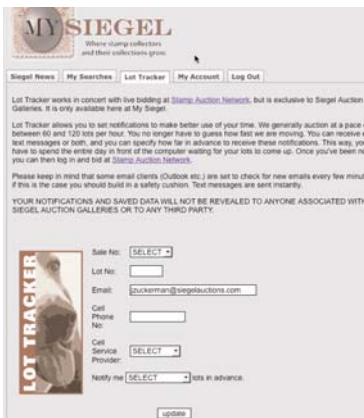 MY SIEGEL
Where stamp collectors
and their collections grow.
Siegel News My Searches Lot Tracker My Account Log Out
Lot Tracker works in concert with live bidding at Stamp Auction Network, but is exclusive to Siegel Auction
Galleries. It is only available here at My Siegel.
Lot Tracker allows you to set notifications to make better use of your time. We generally auction at a pace
between 60 and 120 lots per hour. You no longer have to guess how fast we are moving. You can receive
text messages or both, and you can specify how far in advance to receive these notifications. This way, you
have to spend the entire day in front of the computer waiting for your lots to come up. Once you've been
you can then log in and bid at Stamp Auction Network.
Please keep in mind that some email clients (Outlook etc.) are set to check for new emails every few
if this is the case you should build in a safety cushion. Text messages are sent instantly.
YOUR NOTIFICATIONS AND SAVED DATA WILL NOT BE REVEALED TO ANYONE ASSOCIATED WITH
SIEGEL AUCTION GALLERIES OR TO ANY THIRD PARTY.
LOT TRACKER
Sale No: SELECT
Lot No:
Email: jzuckerman@siegelauctions.com
Cell
Phone
No:
Cell
Service
Provider: SELECT
Notify me SELECT lots in advance.
update